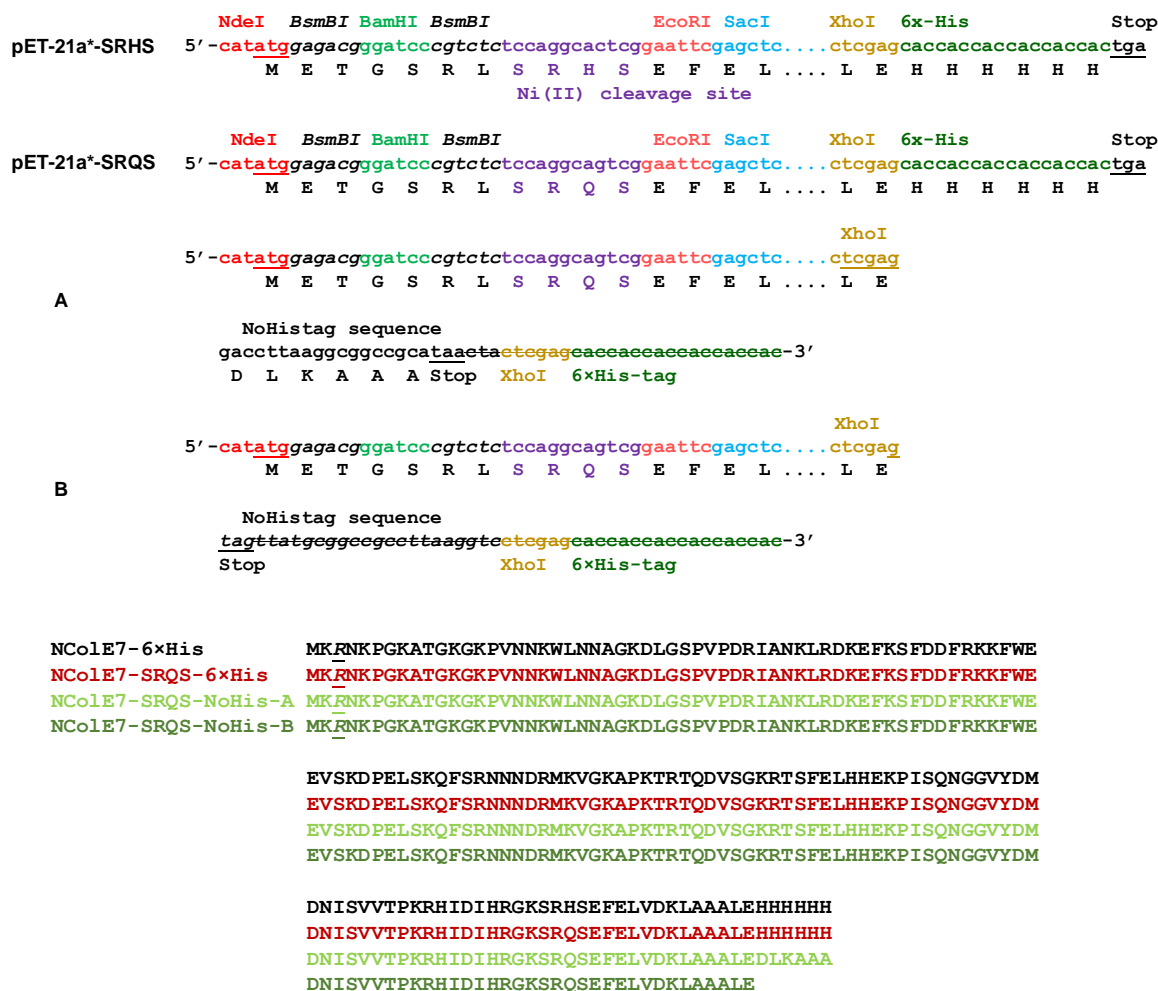 NdeI BsmBI BamHI BsmBI EcoRI SacI XhoI 6x-His Stop
pET-21a*-SRHS 5’-catatggagacgggatcccgtctctccaggcactcggaattcgagctc....ctcgagcaccaccaccaccaccactga
M E T G S R L S R H S E F E L .... L E H H H H H H
Ni(II) cleavage site
NdeI BsmBI BamHI BsmBI EcoRI SacI XhoI 6x-His Stop
pET-21a*-SRQS 5’-catatggagacgggatcccgtctctccaggcagtcggaattcgagctc....ctcgagcaccaccaccaccaccactga
M E T G S R L S R Q S E F E L .... L E H H H H H H
XhoI
5’-catatggagacgggatcccgtctctccaggcagtcggaattcgagctc....ctcgag
M E T G S R L S R Q S E F E L .... L E
A
NoHistag sequence
gaccttaaggcggccgcataactactcgagcaccaccaccaccaccac-3’
D L K A A A Stop XhoI 6×His-tag
XhoI
5’-catatggagacgggatcccgtctctccaggcagtcggaattcgagctc....ctcgag
M E T G S R L S R Q S E F E L .... L E
B
NoHistag sequence
tagttatgcggccgccttaaggtcctcgagcaccaccaccaccaccac-3’
Stop XhoI 6×His-tag
NColE7-6×His MKRNKPGKATGKGKPVNNKWLNNAGKDLGSPVPDRIANKLRDKEFKSFDDFRKKFWE
NColE7-SRQS-6×His MKRNKPGKATGKGKPVNNKWLNNAGKDLGSPVPDRIANKLRDKEFKSFDDFRKKFWE
NColE7-SRQS-NoHis-A MKRNKPGKATGKGKPVNNKWLNNAGKDLGSPVPDRIANKLRDKEFKSFDDFRKKFWE
NColE7-SRQS-NoHis-B MKRNKPGKATGKGKPVNNKWLNNAGKDLGSPVPDRIANKLRDKEFKSFDDFRKKFWE
EVSKDPELSKQFSRNNNDRMKVGKAPKTRTQDVSGKRTSFELHHEKPISQNGGVYDM
EVSKDPELSKQFSRNNNDRMKVGKAPKTRTQDVSGKRTSFELHHEKPISQNGGVYDM
EVSKDPELSKQFSRNNNDRMKVGKAPKTRTQDVSGKRTSFELHHEKPISQNGGVYDM
EVSKDPELSKQFSRNNNDRMKVGKAPKTRTQDVSGKRTSFELHHEKPISQNGGVYDM
DNISVVTPKRHIDIHRGKSRHSEFELVDKLAAALEHHHHHH
DNISVVTPKRHIDIHRGKSRQSEFELVDKLAAALEHHHHHH
DNISVVTPKRHIDIHRGKSRQSEFELVDKLAAALEDLKAAA
DNISVVTPKRHIDIHRGKSRQSEFELVDKLAAALE